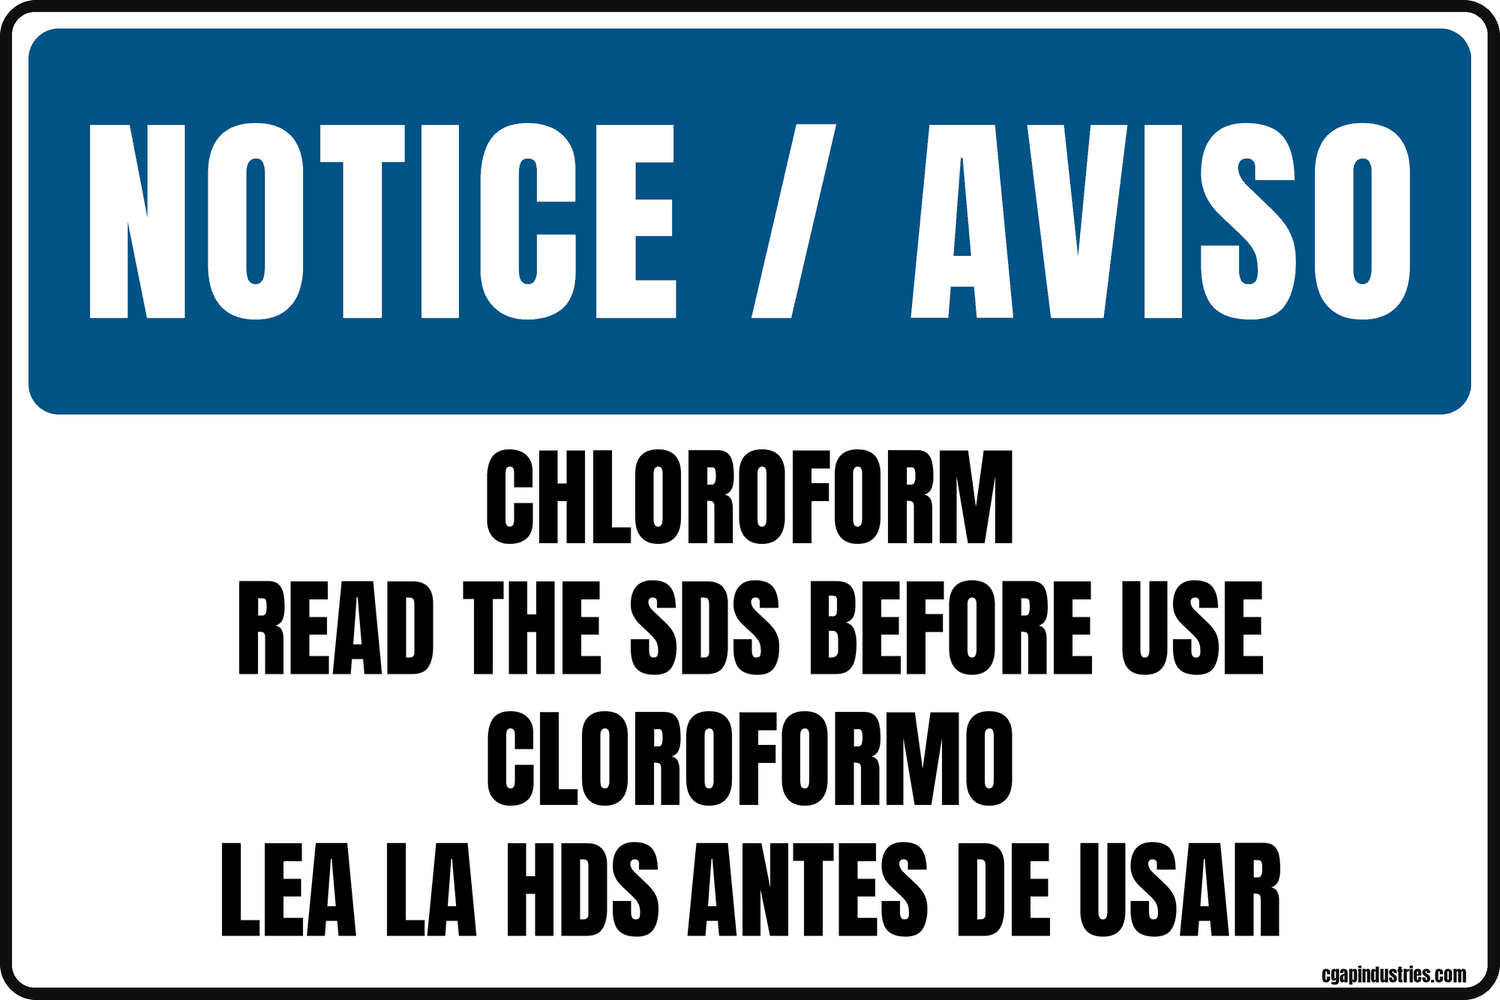 NOTICE / AVISO
CHLOROFORM
READ THE SDS BEFORE USE
CLOROFORMO
LEA LA HDS ANTES DE USAR
cgapindustries.com